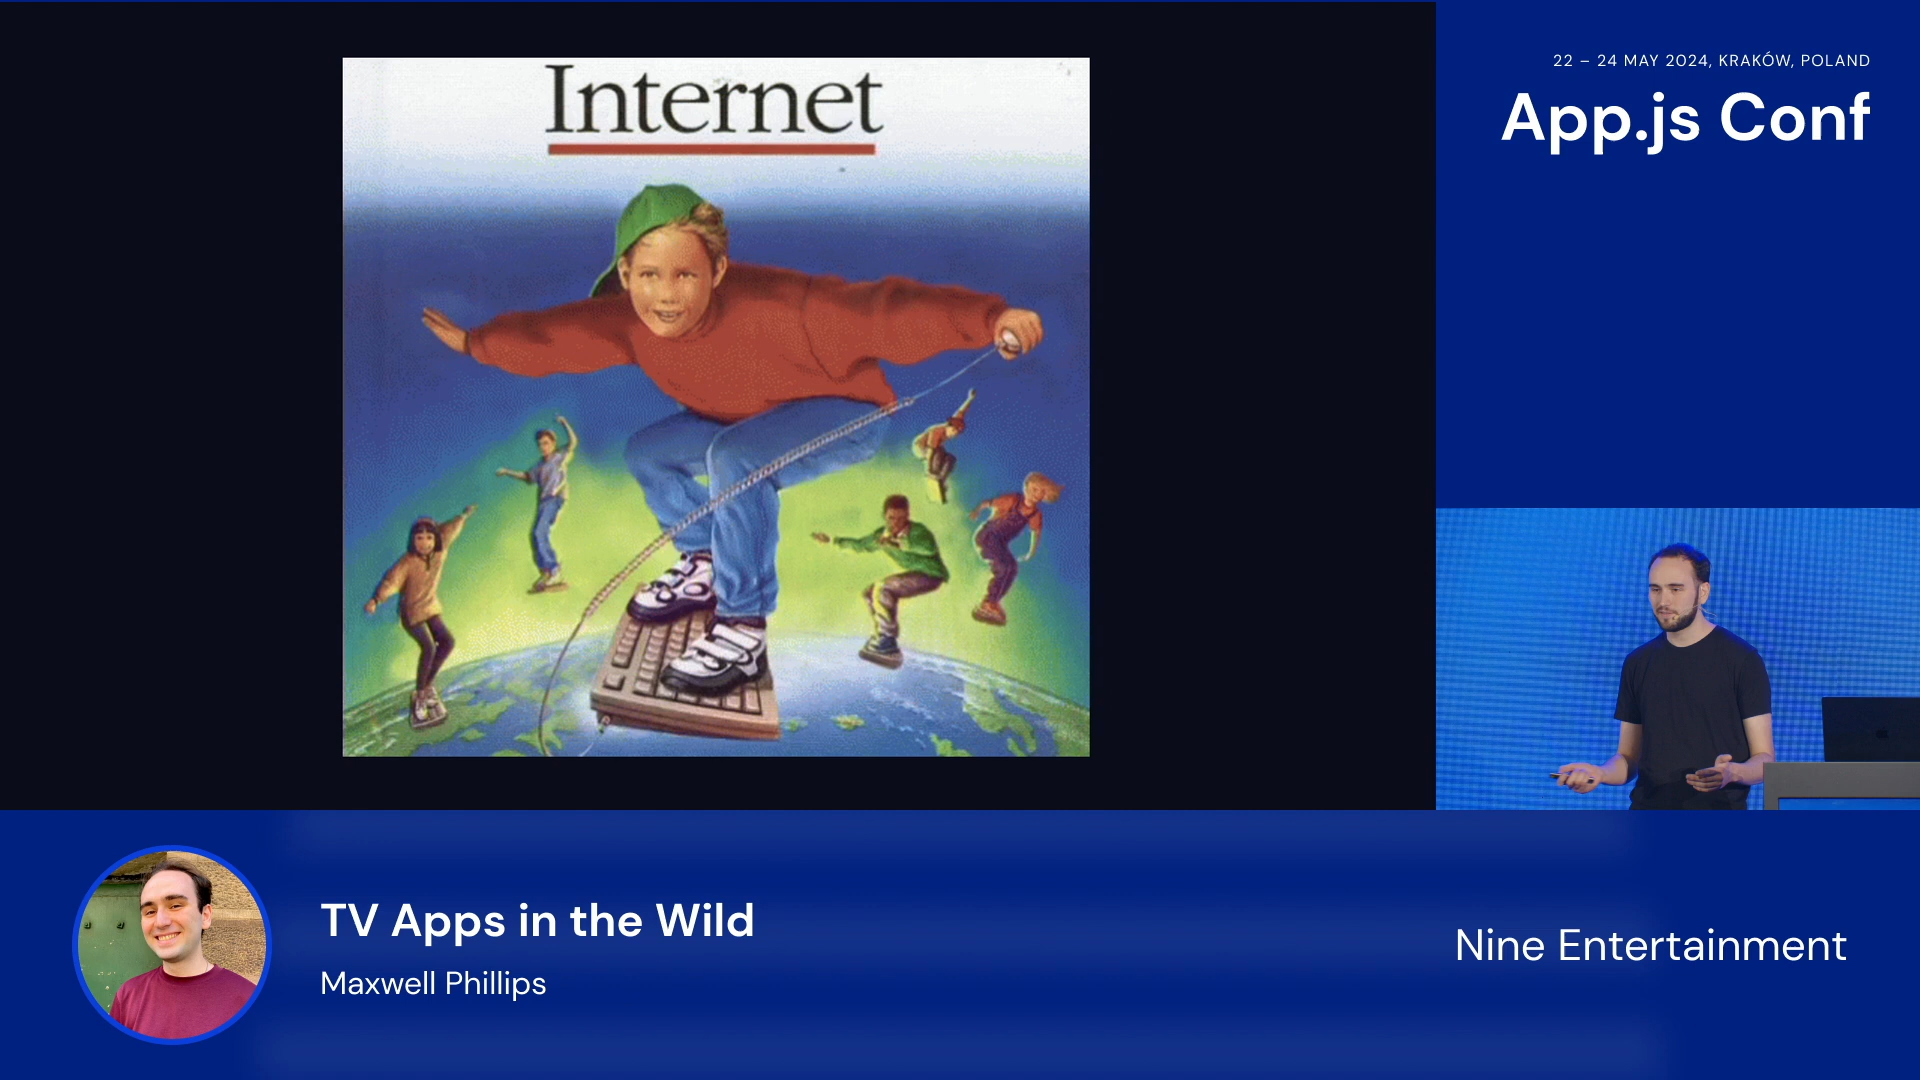 Internet
22 – 24 MAY 2024, KRAKÓW, POLAND
App.js Conf
TV Apps in the Wild
Maxwell Phillips
Nine Entertainment